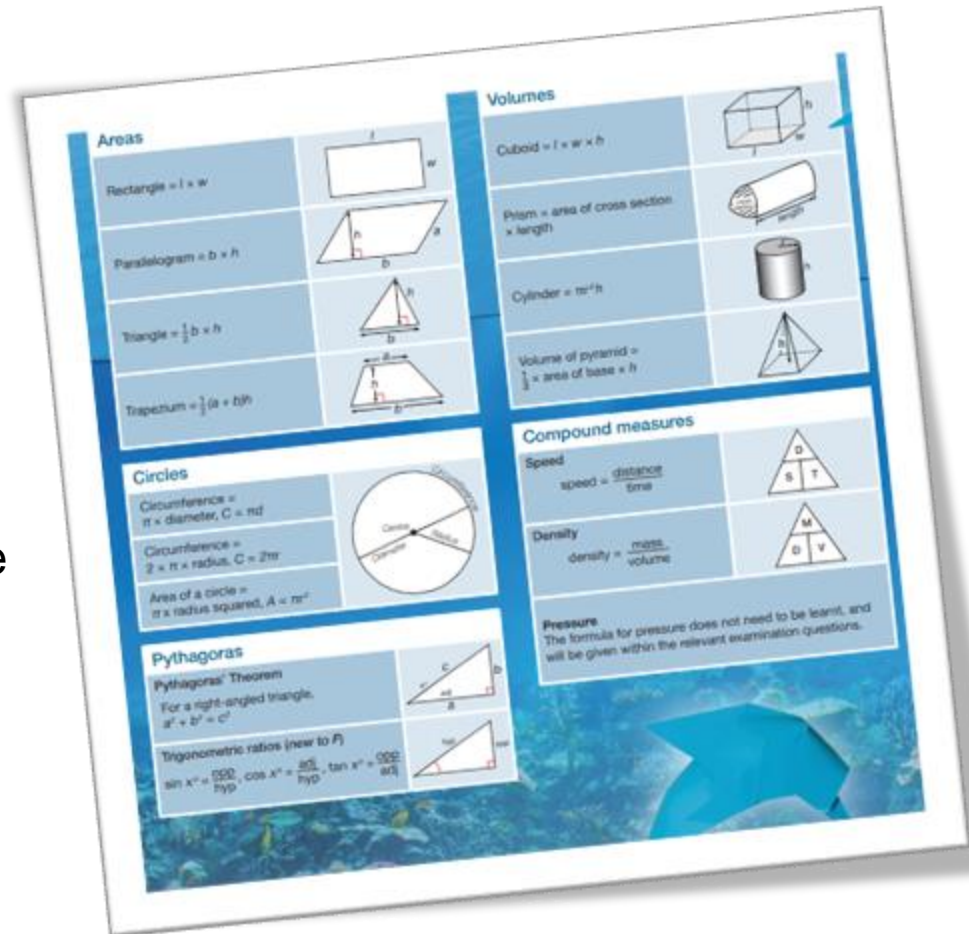 Areas
Rectangle = l × w
l
w
Parallelogram = b × h
h
a
b
Triangle = ½ b × h
h
b
Trapezium = ½ (a + b)h
a
h
b
Circles
Circumference =
π × diameter, C = πd
Circumference =
2 × π × radius, C = 2πr
Area of a circle =
π × radius squared, A = πr²
Circumference
Centre
Radius
Diameter
Pythagoras
Pythagoras' Theorem
For a right-angled triangle,
a² + b² = c²
c
b
a
Trigonometric ratios (new to F)
sin x° = opp/hyp, cos x° = adj/hyp, tan x° = opp/adj
hyp
Volumes
Cuboid = l × w × h
h
w
l
Prism = area of cross section
× length
length
Cylinder = πr²h
r
h
Volume of pyramid =
⅓ × area of base × h
h
Compound measures
Speed
speed = distance/time
D
S T
Density
density = mass/volume
M
D V
Pressure
The formula for pressure does not need to be learnt, and
will be given within the relevant examination questions.
e